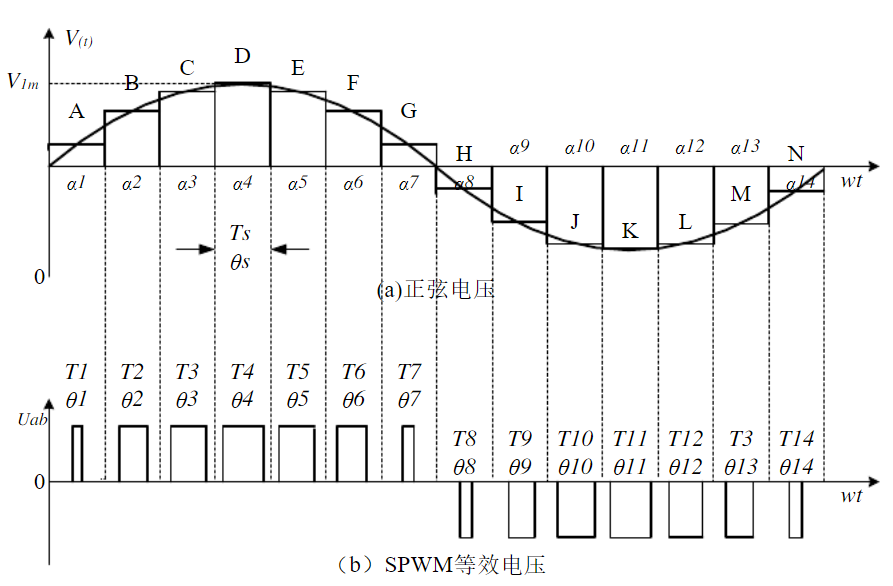 V(t)
D
C
E
V1m
B
F
A
G
H
α9
α10
α11
α12
α13
N
α1
α2
α3
α4
α5
α6
α7
α8
α14
wt
I
M
J
K
L
Ts
θs
0
(a)正弦电压
T1
T2
T3
T4
T5
T6
T7
θ1
θ2
θ3
θ4
θ5
θ6
θ7
Uab
T8
T9
T10
T11
T12
T3
T14
θ8
θ9
θ10
θ11
θ12
θ13
θ14
0
wt
（b）SPWM等效电压